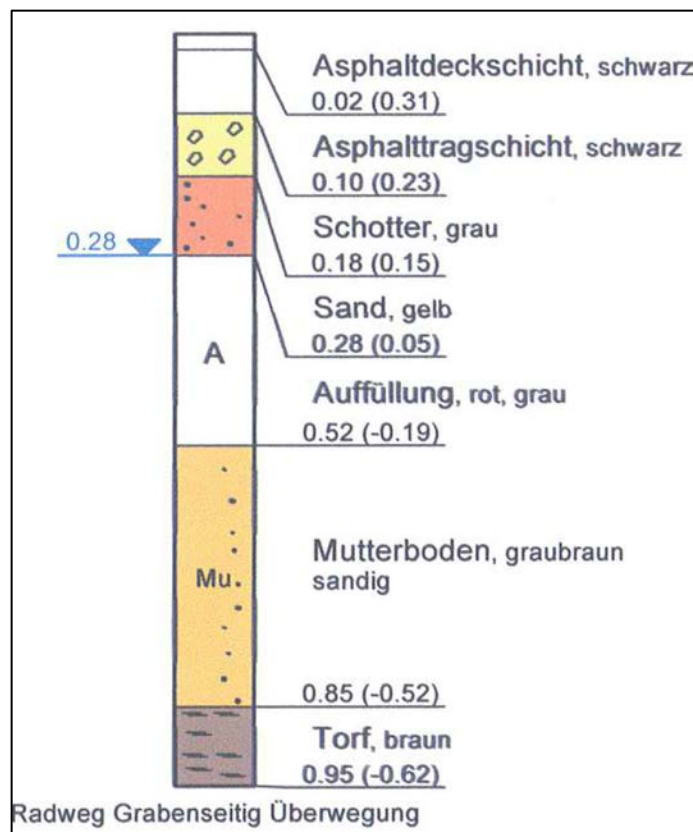 Asphaltdeckschicht, schwarz
0.02 (0.31)
Asphalttragschicht, schwarz
0.10 (0.23)
Schotter, grau
0.28
0.18 (0.15)
Sand, gelb
0.28 (0.05)
A
Auffüllung, rot, grau
0.52 (-0.19)
Mutterboden, graubraun
Mu
sandig
0.85 (-0.52)
Torf, braun
0.95 (-0.62)
Radweg Grabenseitig Überwegung